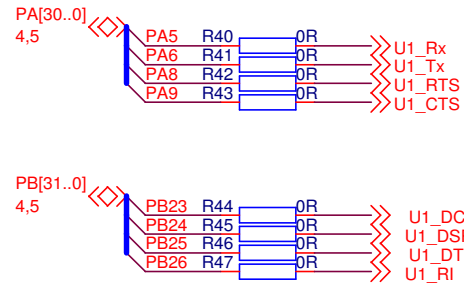 PA[30..0]
4,5
PA5 R40 0R U1_Rx
PA6 R41 0R U1_Tx
PA8 R42 0R U1_RTS
PA9 R43 0R U1_CTS
PB[31..0]
4,5
PB23 R44 0R U1_DC
PB24 R45 0R
PB25 R46 0R U1_DT
PB26 R47 0R U1_RI